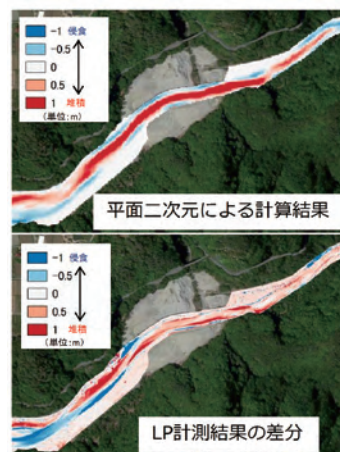 -1 侵食
-0.5
0
0.5
1 堆積
(単位:m)
平面二次元による計算結果
-1 侵食
-0.5
0
0.5
1 堆積
(単位:m)
LP計測結果の差分